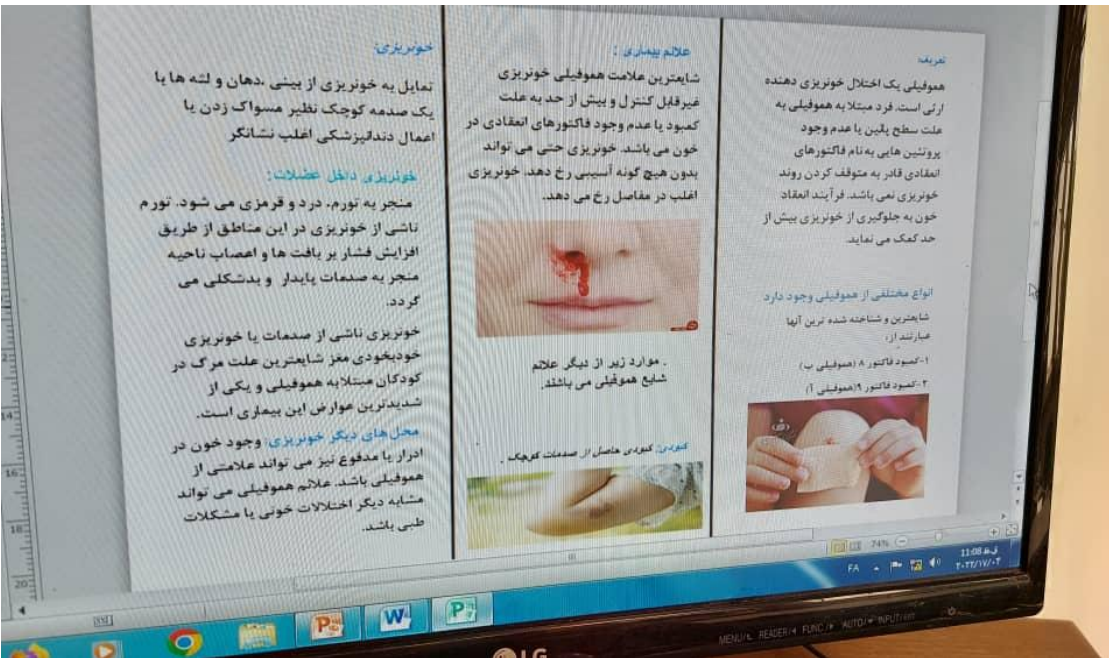 تعریف:
هموفیلی یک اختلال خونریزی دهنده
ارثی است. فرد مبتلا به هموفیلی به
علت سطح پائین یا عدم وجود
پروتئین هایی به نام فاکتورهای
انعقادی قادر به متوقف کردن روند
خونریزی نمی باشد. فرآیند انعقاد
خون به جلوگیری از خونریزی بیش از
حد کمک می نماید.
انواع مختلفی از هموفیلی وجود دارد
شایعترین و شناخته شده ترین آنها
عبارتند از:
۱-کمبود فاکتور ۸ (هموفیلی ب)
۲-کمبود فاکتور ۹(هموفیلی آ)
علائم بیماری :
شایعترین علامت هموفیلی خونریزی
غیرقابل کنترل و بیش از حد به علت
کمبود یا عدم وجود فاکتورهای انعقادی در
خون می باشد. خونریزی حتی می تواند
بدون هیچ گونه آسیبی رخ دهد. خونریزی
اغلب در مفاصل رخ می دهد.
. موارد زیر از دیگر علائم
شایع هموفیلی می باشند.
کبودی: کبودی حاصل از صدمات کوچک .
خونریزی:
تمایل به خونریزی از بینی ،دهان و لثه ها با
یک صدمه کوچک نظیر مسواک زدن یا
اعمال دندانپزشکی اغلب نشانگر
خونریزی داخل عضلات:
منجر به تورم، درد و قرمزی می شود. تورم
ناشی از خونریزی در این مناطق از طریق
افزایش فشار بر بافت ها و اعصاب ناحیه
منجر به صدمات پایدار و بدشکلی می
گردد.
خونریزی ناشی از صدمات یا خونریزی
خودبخودی مغز شایعترین علت مرگ در
کودکان مبتلابه هموفیلی و یکی از
شدیدترین عوارض این بیماری است.
محل های دیگر خونریزی: وجود خون در
ادرار یا مدفوع نیز می تواند علامتی از
هموفیلی باشد. علائم هموفیلی می تواند
مشابه دیگر اختلالات خونی یا مشکلات
طبی باشد.
74%
FA
11:08 ق.ظ
LG
MENU/ READER/ FUNC/ AUTO/ INPUT/